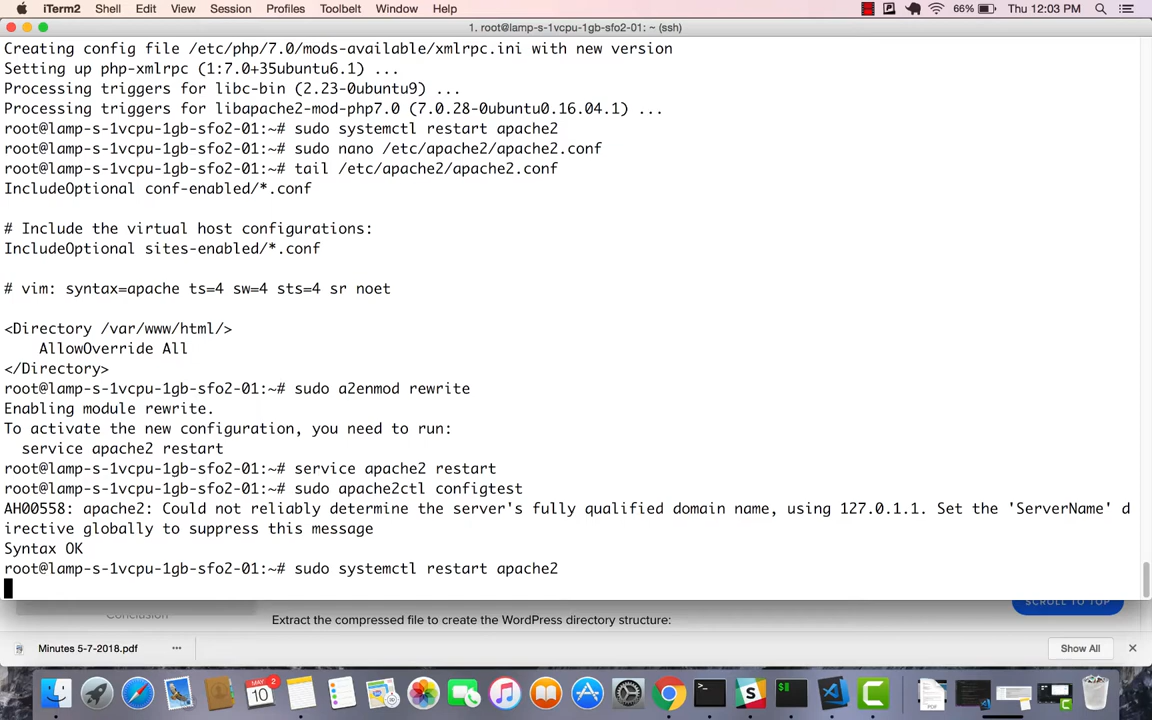 iTerm2 Shell Edit View Session Profiles Toolbelt Window Help 66% Thu 12:03 PM
1. root@lamp-s-1vcpu-1gb-sfo2-01: ~ (ssh)
Creating config file /etc/php/7.0/mods-available/xmlrpc.ini with new version
Setting up php-xmlrpc (1:7.0+35ubuntu6.1) ...
Processing triggers for libc-bin (2.23-0ubuntu9) ...
Processing triggers for libapache2-mod-php7.0 (7.0.28-0ubuntu0.16.04.1) ...
root@lamp-s-1vcpu-1gb-sfo2-01:~# sudo systemctl restart apache2
root@lamp-s-1vcpu-1gb-sfo2-01:~# sudo nano /etc/apache2/apache2.conf
root@lamp-s-1vcpu-1gb-sfo2-01:~# tail /etc/apache2/apache2.conf
IncludeOptional conf-enabled/*.conf
# Include the virtual host configurations:
IncludeOptional sites-enabled/*.conf
# vim: syntax=apache ts=4 sw=4 sts=4 sr noet
<Directory /var/www/html/>
    AllowOverride All
</Directory>
root@lamp-s-1vcpu-1gb-sfo2-01:~# sudo a2enmod rewrite
Enabling module rewrite.
To activate the new configuration, you need to run:
  service apache2 restart
root@lamp-s-1vcpu-1gb-sfo2-01:~# service apache2 restart
root@lamp-s-1vcpu-1gb-sfo2-01:~# sudo apache2ctl configtest
AH00558: apache2: Could not reliably determine the server's fully qualified domain name, using 127.0.1.1. Set the 'ServerName' d
irective globally to suppress this message
Syntax OK
root@lamp-s-1vcpu-1gb-sfo2-01:~# sudo systemctl restart apache2
SCROLL TO TOP
Conclusion
Extract the compressed file to create the WordPress directory structure:
Minutes 5-7-2018.pdf
Show All
MAY
10
2